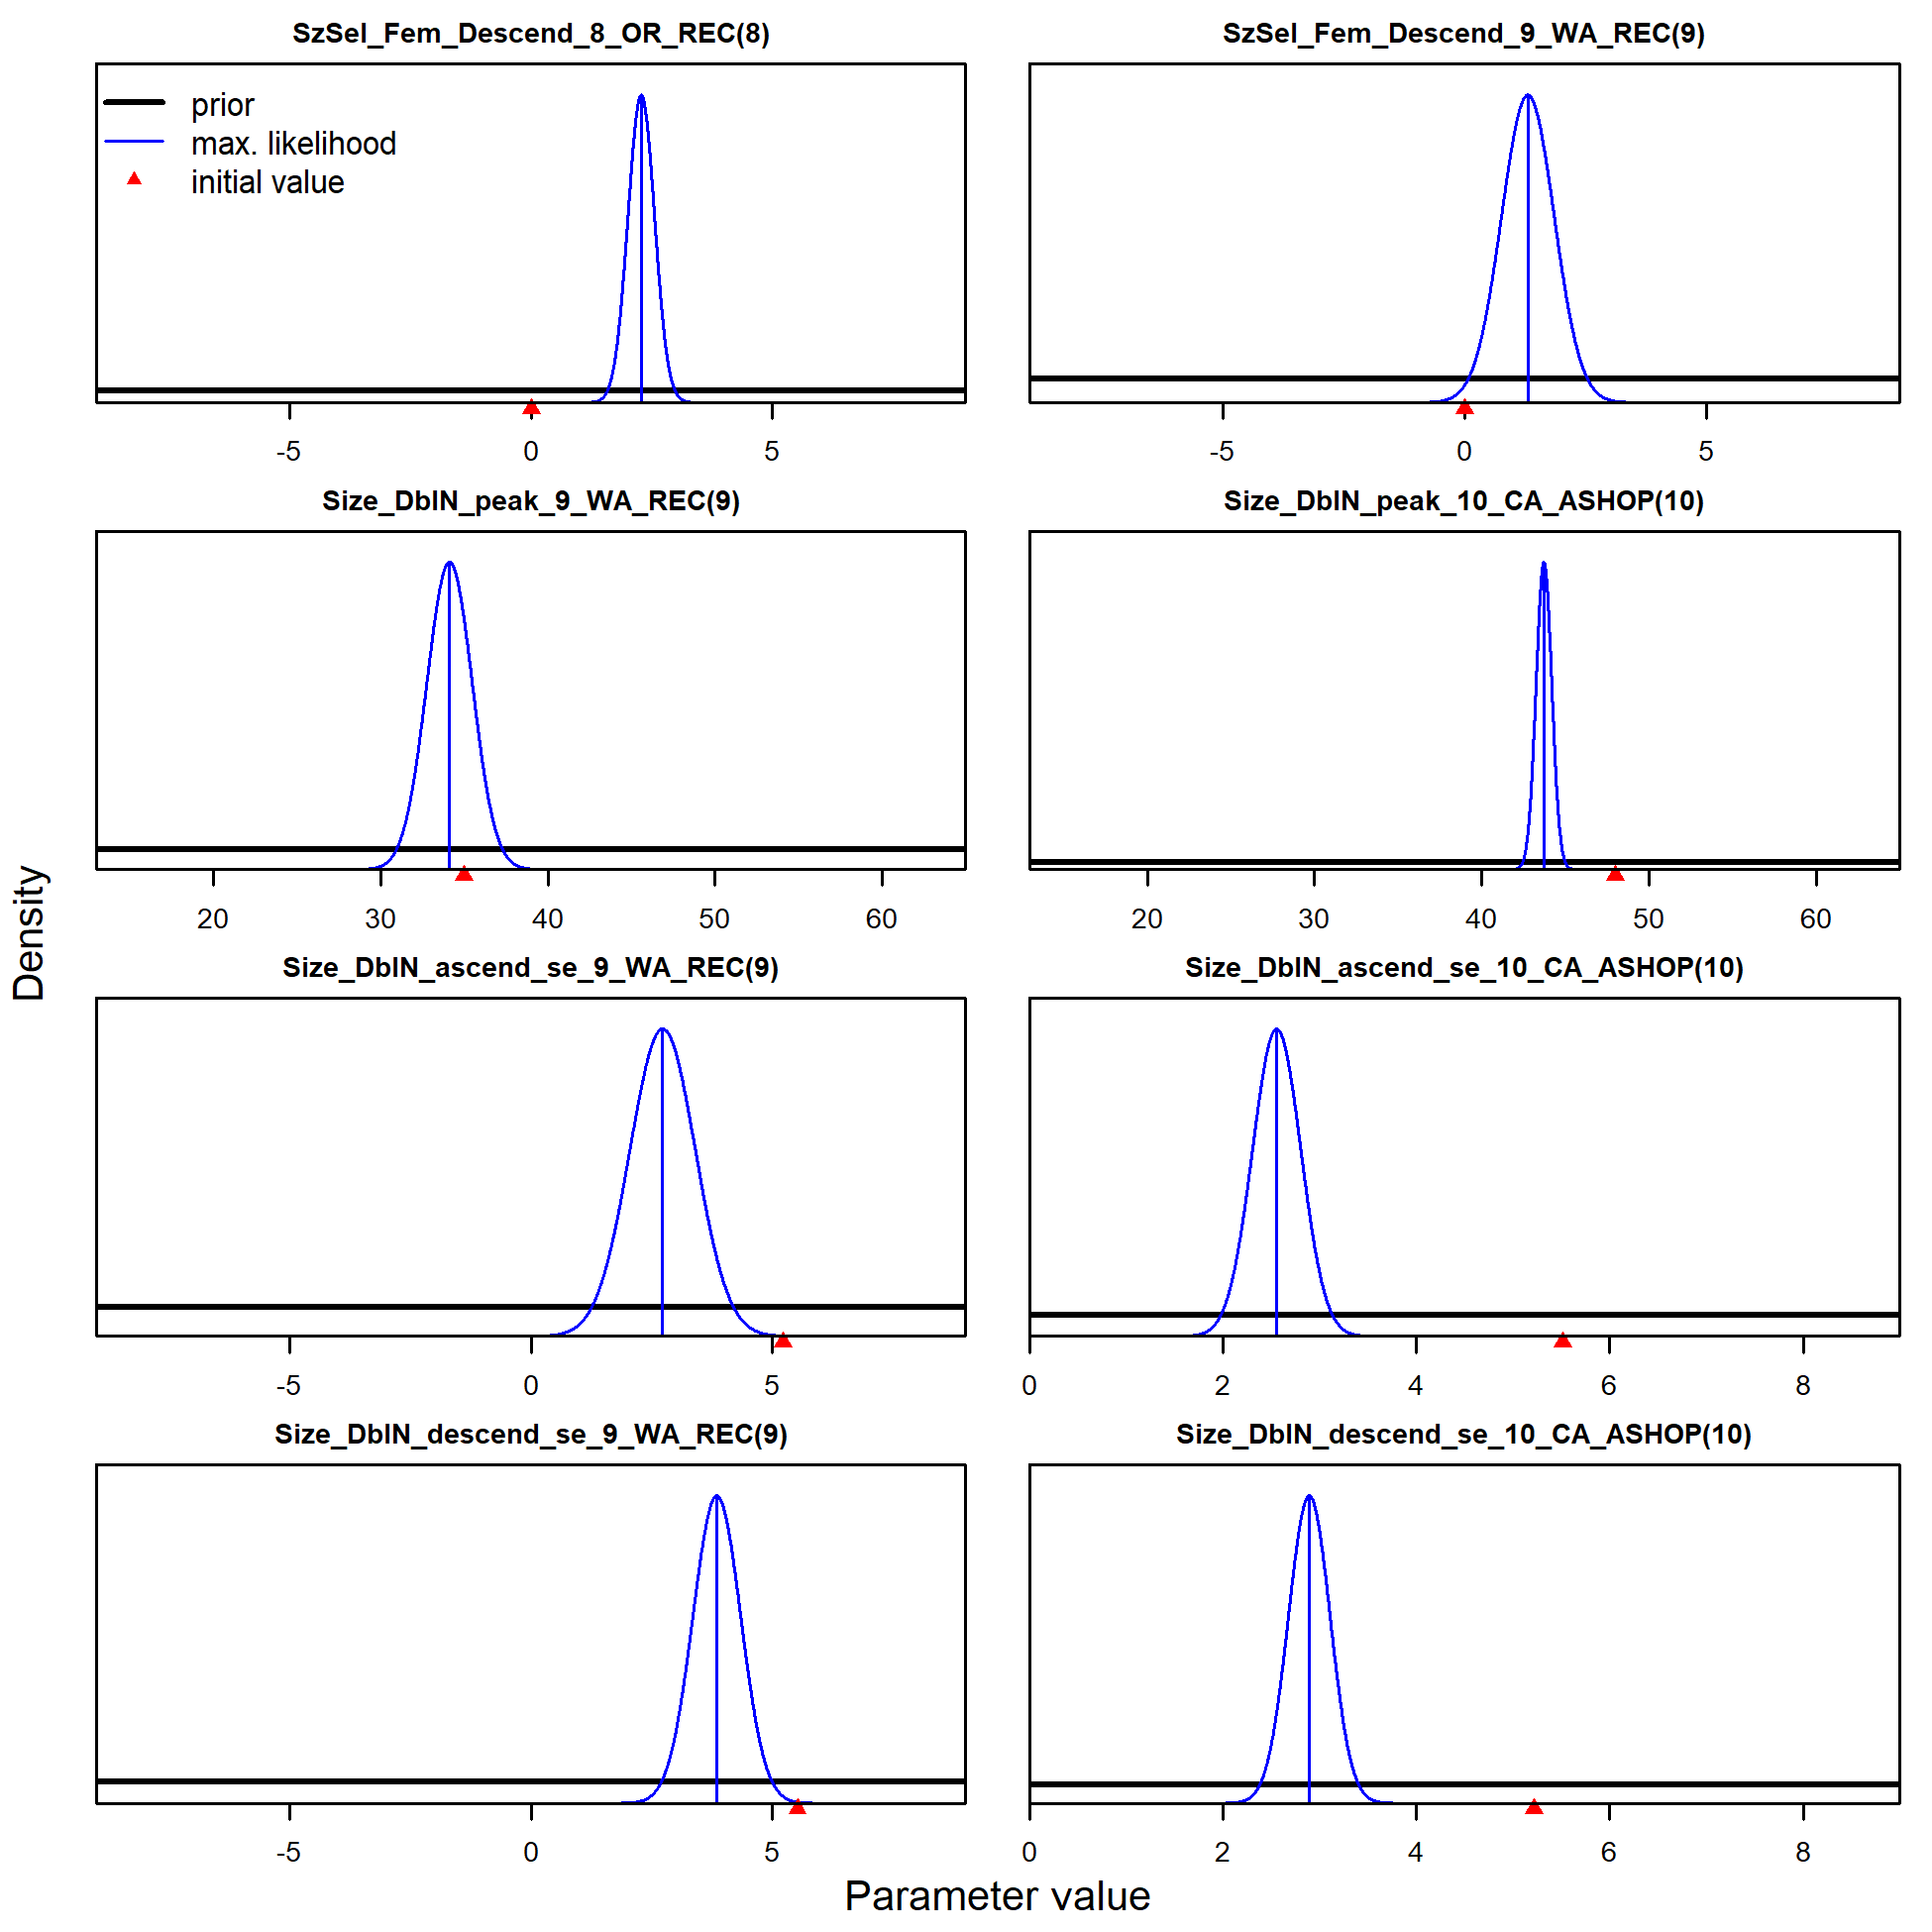 SzSel_Fem_Descend_8_OR_REC(8)
prior
max. likelihood
initial value
-5 0 5
SzSel_Fem_Descend_9_WA_REC(9)
-5 0 5
Size_DblN_peak_9_WA_REC(9)
20 30 40 50 60
Size_DblN_peak_10_CA_ASHOP(10)
20 30 40 50 60
Size_DblN_ascend_se_9_WA_REC(9)
-5 0 5
Size_DblN_ascend_se_10_CA_ASHOP(10)
0 2 4 6 8
Size_DblN_descend_se_9_WA_REC(9)
-5 0 5
Size_DblN_descend_se_10_CA_ASHOP(10)
0 2 4 6 8
Density
Parameter value